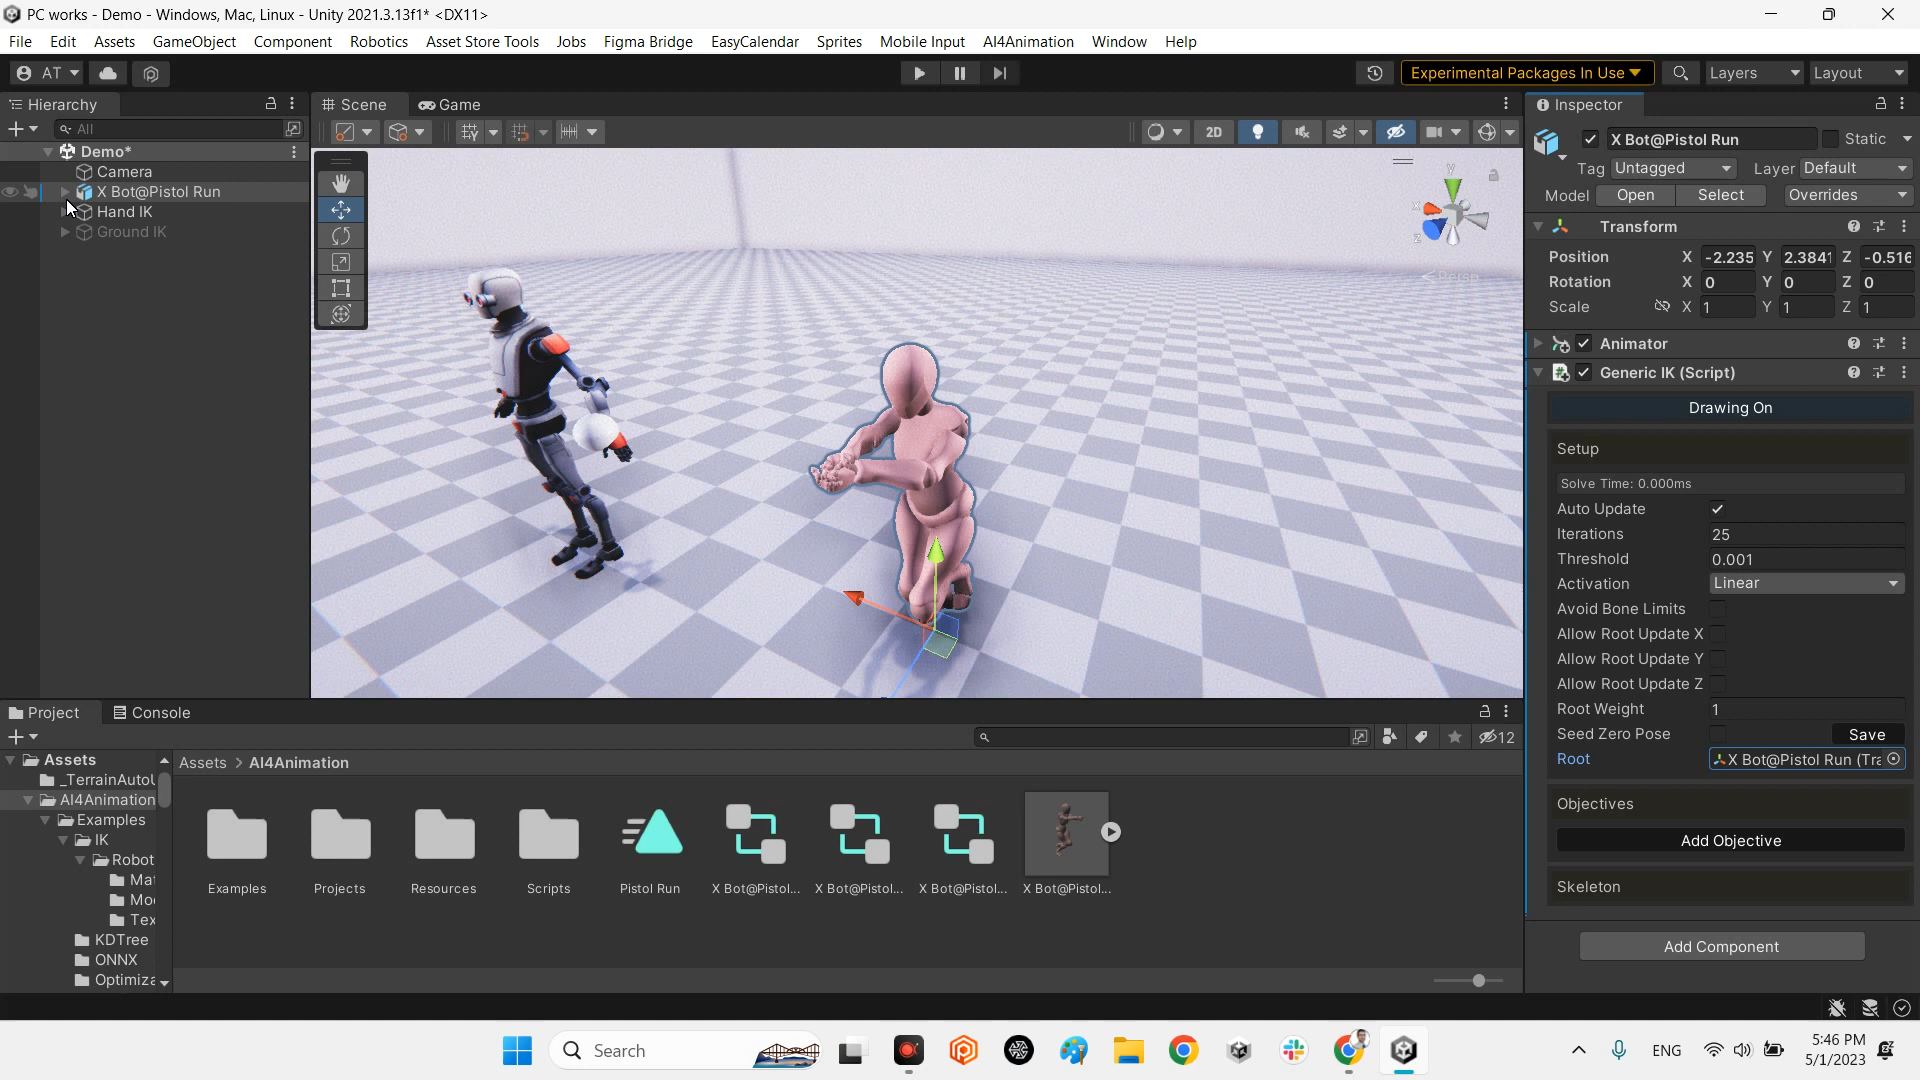 PC works - Demo - Windows, Mac, Linux - Unity 2021.3.13f1* <DX11>
File Edit Assets GameObject Component Robotics Asset Store Tools Jobs Figma Bridge EasyCalendar Sprites Mobile Input AI4Animation Window Help
AT Experimental Packages In Use Layers Layout
Hierarchy Scene Game Inspector
All 2D
X Bot@Pistol Run Static
Demo*
Camera
X Bot@Pistol Run
Hand IK
Ground IK
Tag Untagged Layer Default
Model Open Select Overrides
Transform
Position X -2.235 Y 2.3841 Z -0.516
Rotation X 0 Y 0 Z 0
Scale X 1 Y 1 Z 1
y
x
z
Persp
Animator
Generic IK (Script)
Drawing On
Setup
Solve Time: 0.000ms
Auto Update
Iterations 25
Threshold 0.001
Activation Linear
Avoid Bone Limits
Allow Root Update X
Allow Root Update Y
Allow Root Update Z
Root Weight 1
Seed Zero Pose Save
Root X Bot@Pistol Run (Tra
Objectives
Add Objective
Skeleton
Add Component
Project Console
12
Assets
_TerrainAutoU
AI4Animation
Examples
IK
Robot
Mat
Mo
Tex
KDTree
ONNX
Optimiza
Assets > AI4Animation
Examples Projects Resources Scripts Pistol Run X Bot@Pistol... X Bot@Pistol... X Bot@Pistol... X Bot@Pistol...
Search
ENG
5:46 PM
5/1/2023